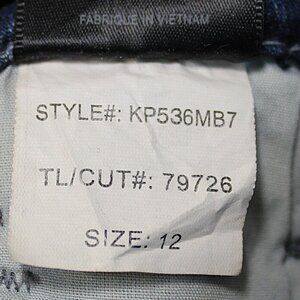 FABRIQUE IN VIETNAM
STYLE#: KP536MB7
TL/CUT#: 79726
SIZE: 12